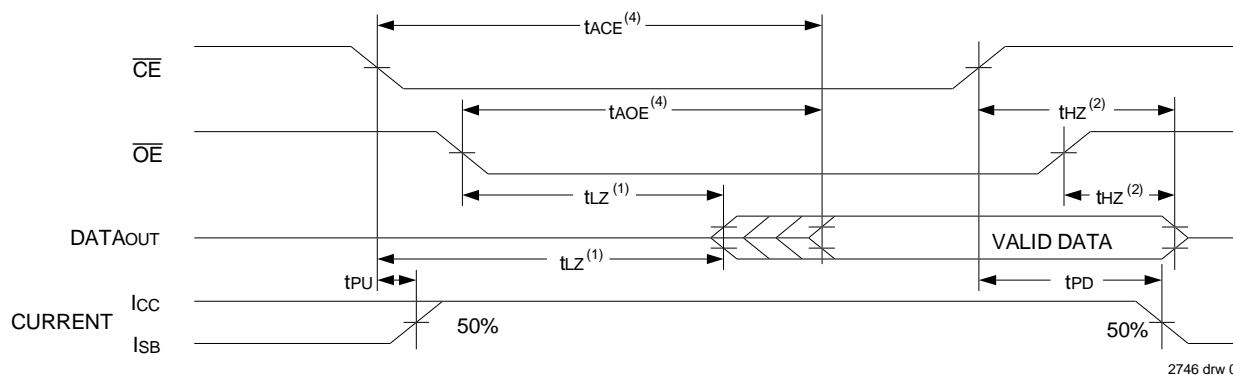 tACE(4)
CE
tAOE(4)
tHZ(2)
OE
tLZ(1)
tHZ(2)
DATAOUT
VALID DATA
tLZ(1)
tPU
tPD
ICC
CURRENT
50%
50%
ISB
2746 drw 0